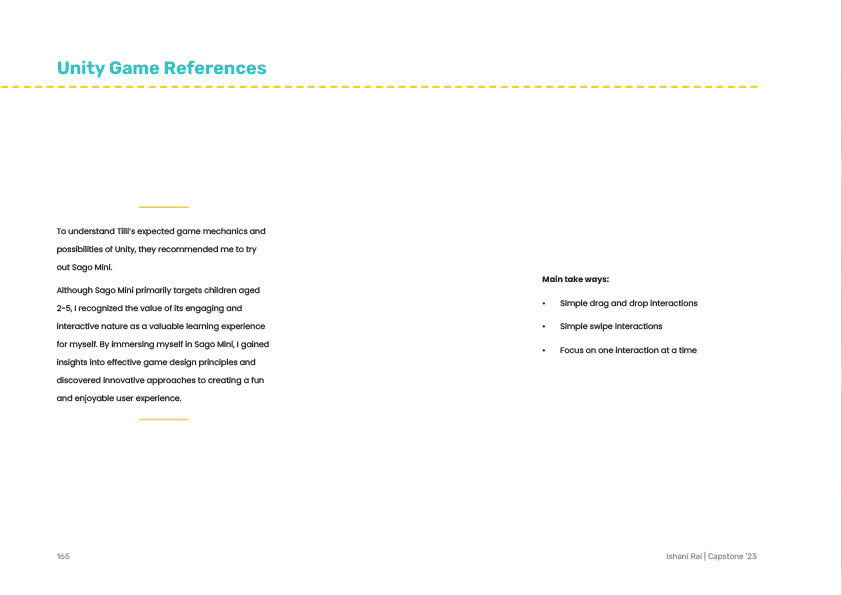 Unity Game References
To understand Tilli's expected game mechanics and
possibilities of Unity, they recommended me to try
out Sago Mini.
Although Sago Mini primarily targets children aged
2-5, I recognized the value of its engaging and
interactive nature as a valuable learning experience
for myself. By immersing myself in Sago Mini, I gained
insights into effective game design principles and
discovered innovative approaches to creating a fun
and enjoyable user experience.
Main take ways:
• Simple drag and drop interactions
• Simple swipe interactions
• Focus on one interaction at a time
165
Ishani Rai | Capstone '23